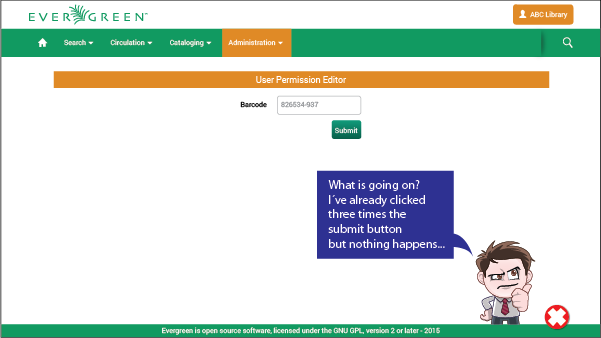 EVERGREEN™
ABC Library
Search Circulation Cataloging Administration
User Permission Editor
Barcode 826534-937
Submit
What is going on?
I´ve already clicked
three times the
submit button
but nothing happens...
Evergreen is open source software, licensed under the GNU GPL, version 2 or later - 2015